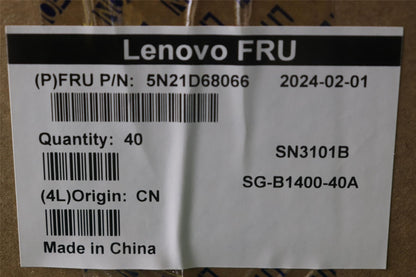 Lenovo FRU
(P)FRU P/N: 5N21D68066 2024-02-01
Quantity: 40
SN3101B
SG-B1400-40A
(4L)Origin: CN
Made in China